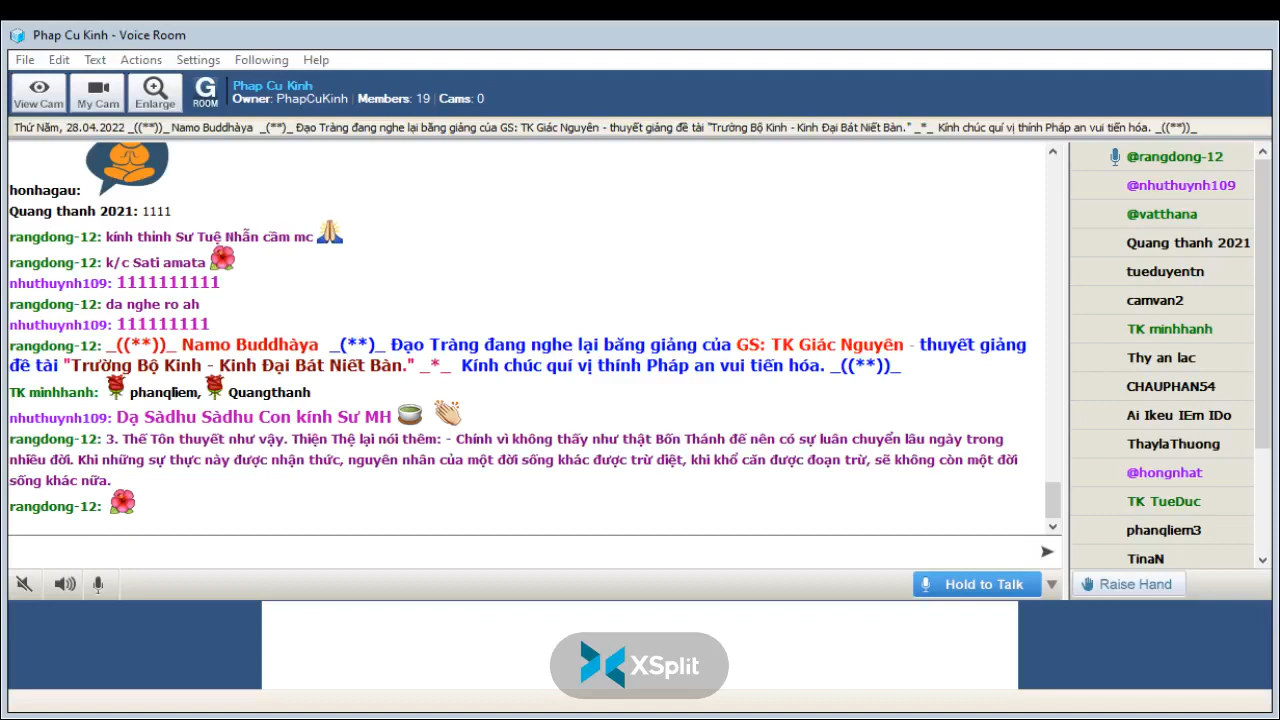 Phap Cu Kinh - Voice Room
File Edit Text Actions Settings Following Help
View Cam My Cam Enlarge G ROOM
Phap Cu Kinh
Owner: PhapCuKinh | Members: 19 | Cams: 0
Thứ Năm, 28.04.2022 _((**))_ Namo Buddhàya _(**)_ Đạo Tràng đang nghe lại băng giảng của GS: TK Giác Nguyên - thuyết giảng đề tài "Trường Bộ Kinh - Kinh Đại Bát Niết Bàn." _*_ Kính chúc quí vị thính Pháp an vui tiến hóa. _((**))_
honhagau:
Quang thanh 2021: 1111
rangdong-12: kính thỉnh Sư Tuệ Nhẫn cầm mc
rangdong-12: k/c Sati amata
nhuthuynh109: 1111111111
rangdong-12: da nghe ro ah
nhuthuynh109: 111111111
rangdong-12: _((**))_ Namo Buddhàya _(**)_ Đạo Tràng đang nghe lại băng giảng của GS: TK Giác Nguyên - thuyết giảng
đề tài "Trường Bộ Kinh - Kinh Đại Bát Niết Bàn." _*_ Kính chúc quí vị thính Pháp an vui tiến hóa. _((**))_
TK minhhanh: phanqliem, Quangthanh
nhuthuynh109: Dạ Sàdhu Sàdhu Con kính Sư MH
rangdong-12: 3. Thế Tôn thuyết như vậy. Thiện Thệ lại nói thêm: - Chính vì không thấy như thật Bốn Thánh đế nên có sự luân chuyển lâu ngày trong
nhiều đời. Khi những sự thực này được nhận thức, nguyên nhân của một đời sống khác được trừ diệt, khi khổ căn được đoạn trừ, sẽ không còn một đời
sống khác nữa.
rangdong-12:
@rangdong-12
@nhuthuynh109
@vatthana
Quang thanh 2021
tueduyentn
camvan2
TK minhhanh
Thy an lac
CHAUPHAN54
Ai Ikeu IEm IDo
ThaylaThuong
@hongnhat
TK TueDuc
phanqliem3
TinaN
Hold to Talk
Raise Hand
XSplit